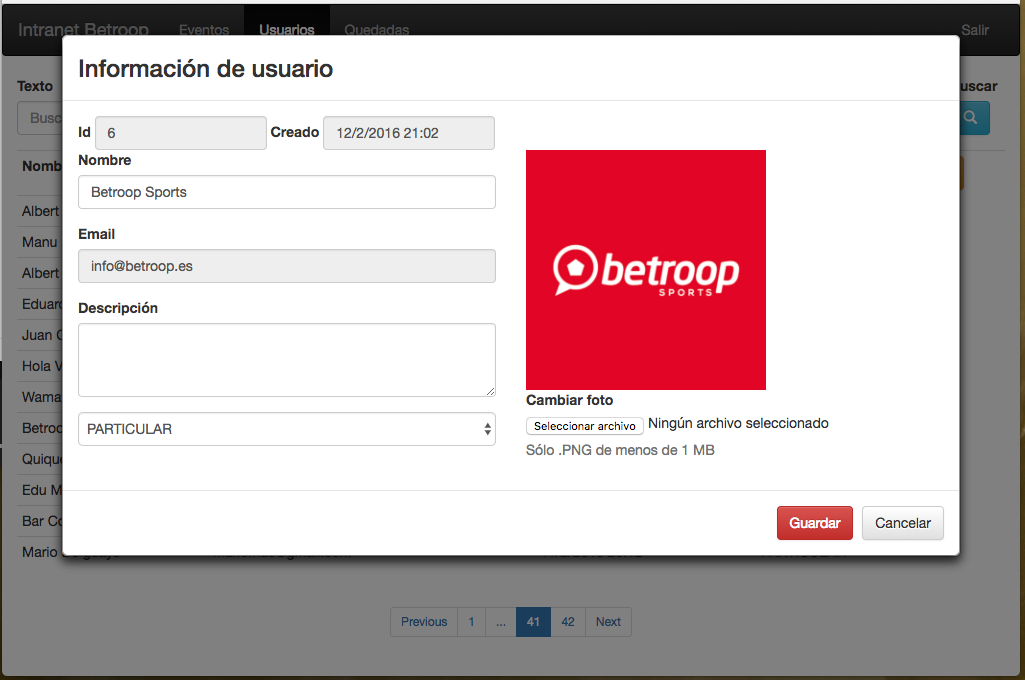 Intranet Betroop Eventos Usuarios Quedadas Salir
Información de usuario
Texto
uscar
Busc
Id 6 Creado 12/2/2016 21:02
Nombre
Betroop Sports
Email
info@betroop.es
Descripción
PARTICULAR
betroop
SPORTS
Cambiar foto
Seleccionar archivo Ningún archivo seleccionado
Sólo .PNG de menos de 1 MB
Guardar Cancelar
Nomb
Albert
Manu
Albert
Eduar
Juan
Hola V
Wama
Betroo
Quique
Edu M
Bar Co
Mario
Previous 1 ... 41 42 Next